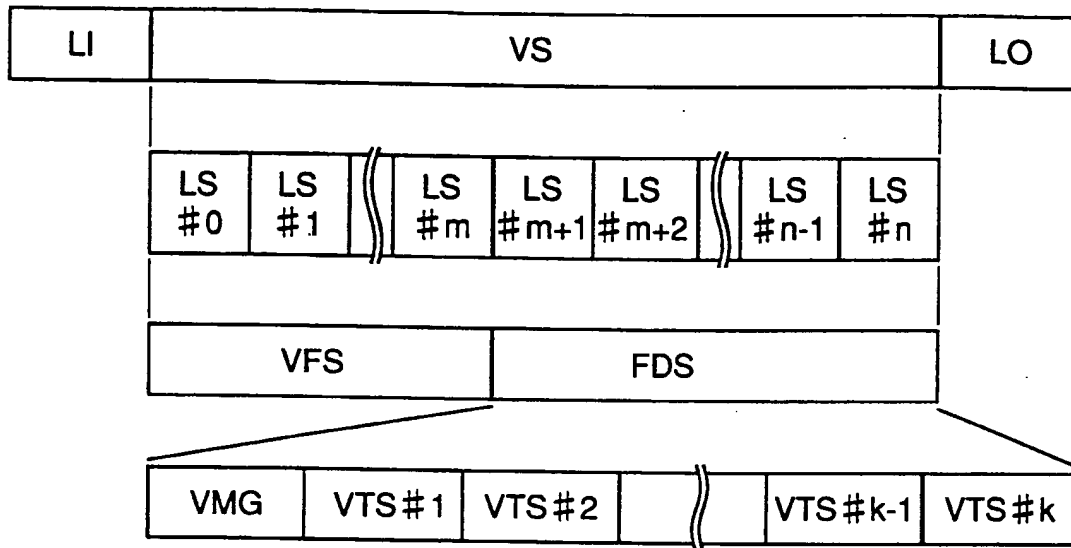 LI VS LO
LS LS LS LS LS LS LS
#0 #1 #m #m+1 #m+2 #n-1 #n
VFS FDS
VMG VTS#1 VTS#2 VTS#k-1 VTS#k